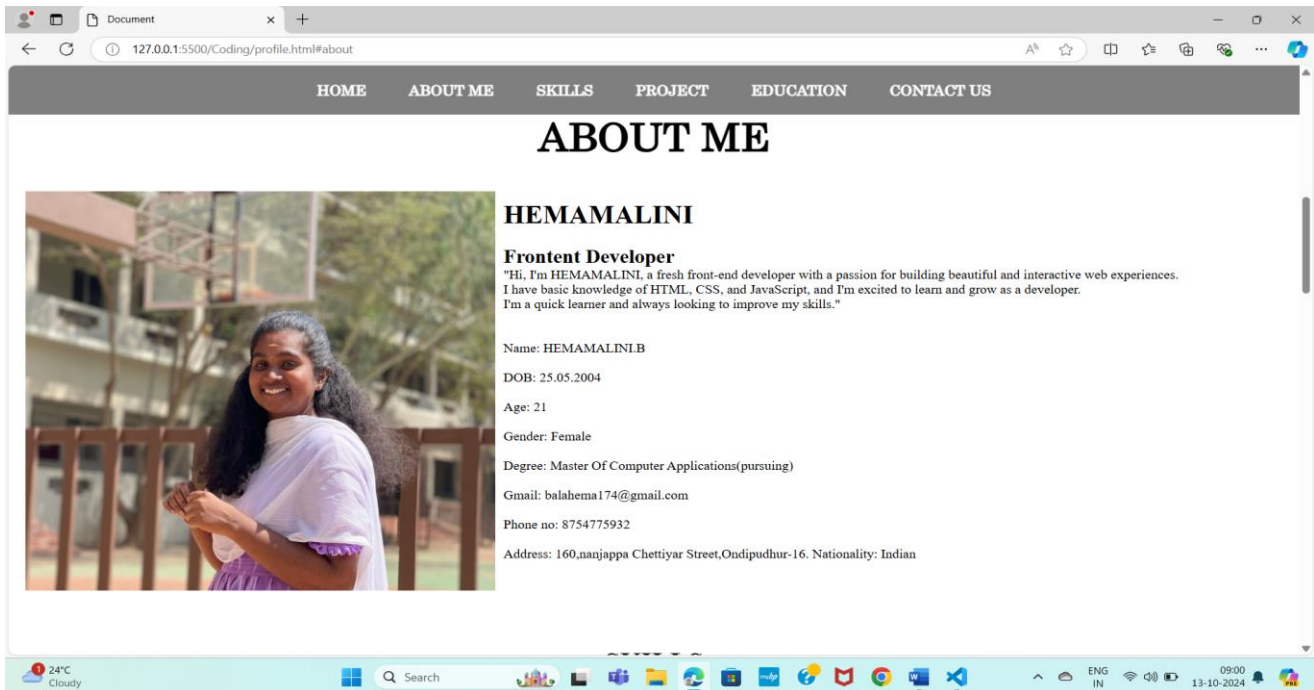 Document
127.0.0.1:5500/Coding/profile.html#about
HOME ABOUT ME SKILLS PROJECT EDUCATION CONTACT US
ABOUT ME
HEMAMALINI
Frontent Developer
"Hi, I'm HEMAMALINI, a fresh front-end developer with a passion for building beautiful and interactive web experiences.
I have basic knowledge of HTML, CSS, and JavaScript, and I'm excited to learn and grow as a developer.
I'm a quick learner and always looking to improve my skills."
Name: HEMAMALINI.B
DOB: 25.05.2004
Age: 21
Gender: Female
Degree: Master Of Computer Applications(pursuing)
Gmail: balahema174@gmail.com
Phone no: 8754775932
Address: 160,nanjappa Chettiyar Street,Ondipudhur-16. Nationality: Indian
24°C
Cloudy
Search
ENG
IN
09:00
13-10-2024